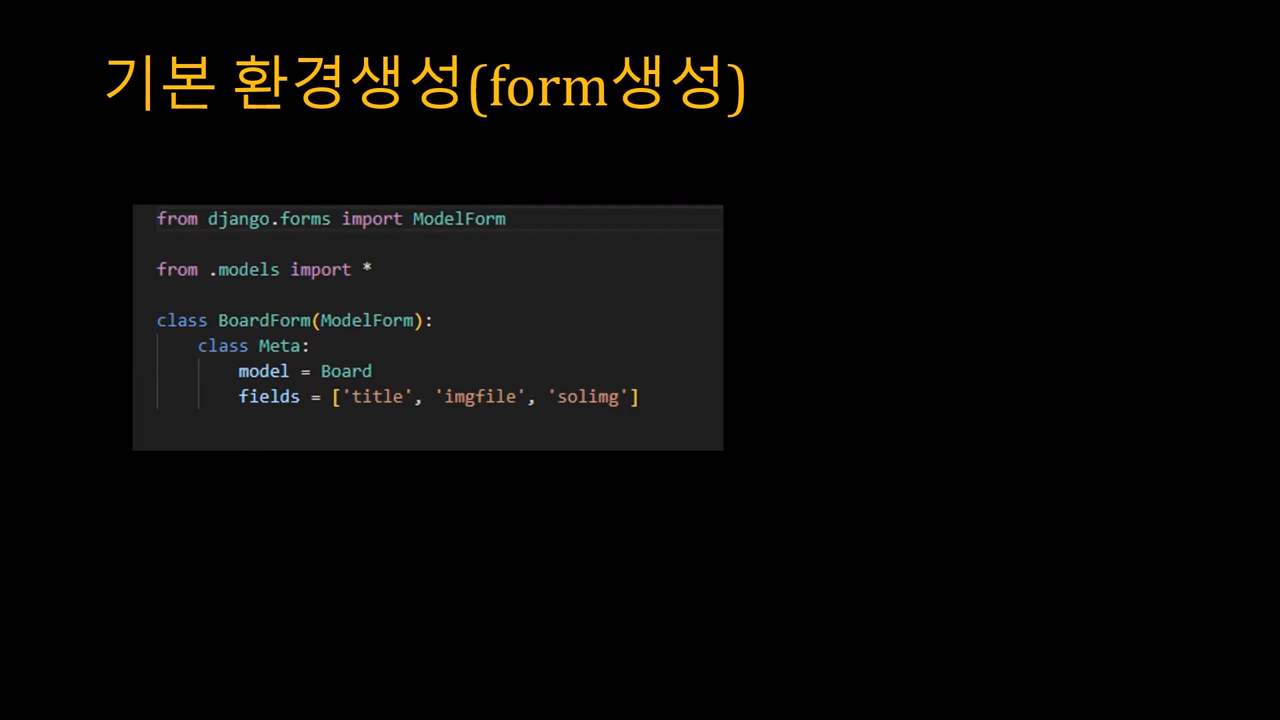 기본 환경생성(form생성)
from django.forms import ModelForm
from .models import *
class BoardForm(ModelForm):
class Meta:
model = Board
fields = ['title', 'imgfile', 'solimg']